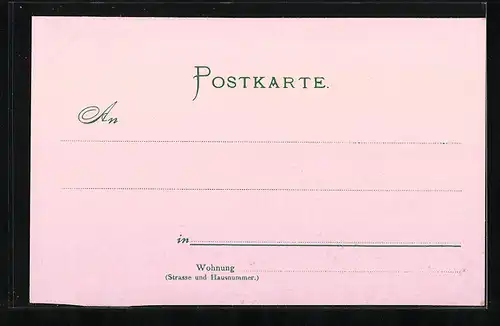 POSTKARTE.
An
in
Wohnung
(Strasse und Hausnummer.)